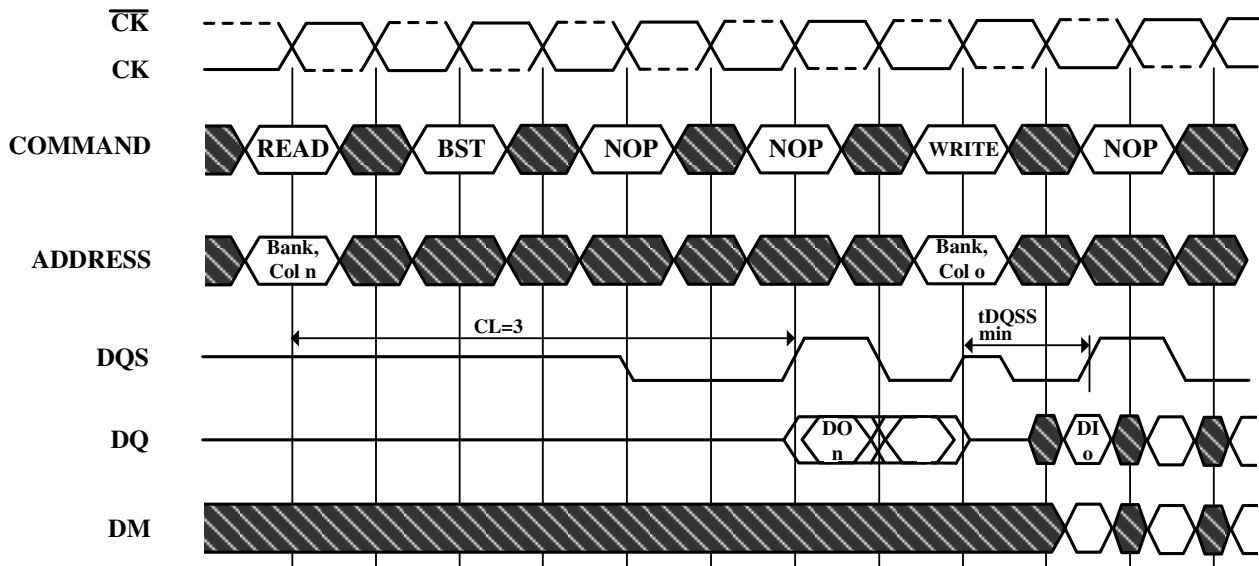 CK
CK
COMMAND
READ
BST
NOP
NOP
WRITE
NOP
ADDRESS
Bank,
Col n
Bank,
Col o
CL=3
tDQSS
min
DQS
DQ
DO
n
DI
o
DM